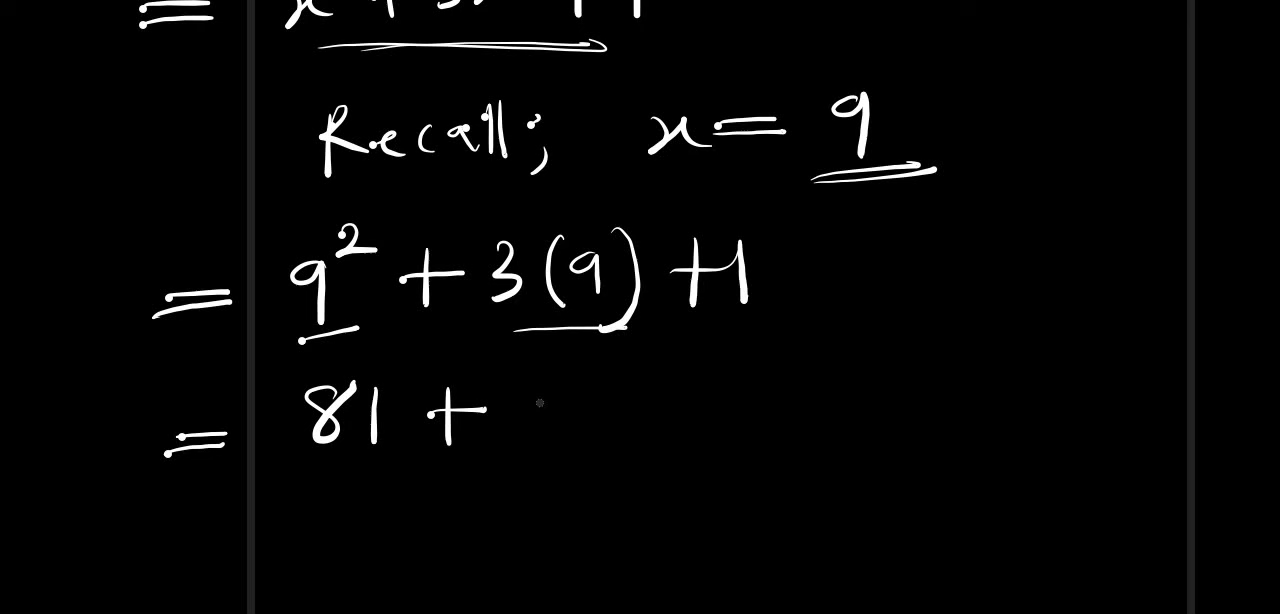 =
Recall; x = 9
= 9² + 3(9) + 1
= 81 +